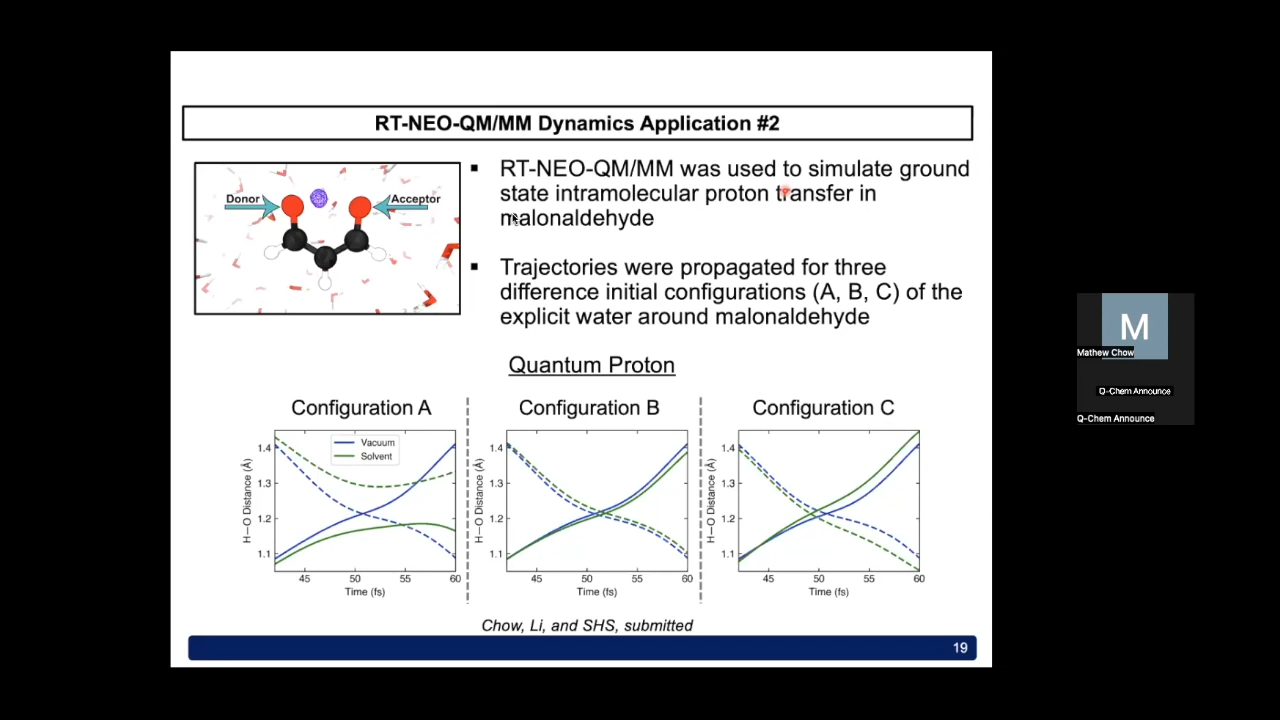 RT-NEO-QM/MM Dynamics Application #2
Donor
Acceptor
▪ RT-NEO-QM/MM was used to simulate ground
state intramolecular proton transfer in
malonaldehyde
▪ Trajectories were propagated for three
difference initial configurations (A, B, C) of the
explicit water around malonaldehyde
Quantum Proton
Configuration A
Vacuum
Solvent
H−O Distance (Å)
1.4
1.3
1.2
1.1
45 50 55 60
Time (fs)
Configuration B
H−O Distance (Å)
1.4
1.3
1.2
1.1
45 50 55 60
Time (fs)
Configuration C
H−O Distance (Å)
1.4
1.3
1.2
1.1
45 50 55 60
Time (fs)
Chow, Li, and SHS, submitted
19
M
Mathew Chow
Q-Chem Announce
Q-Chem Announce